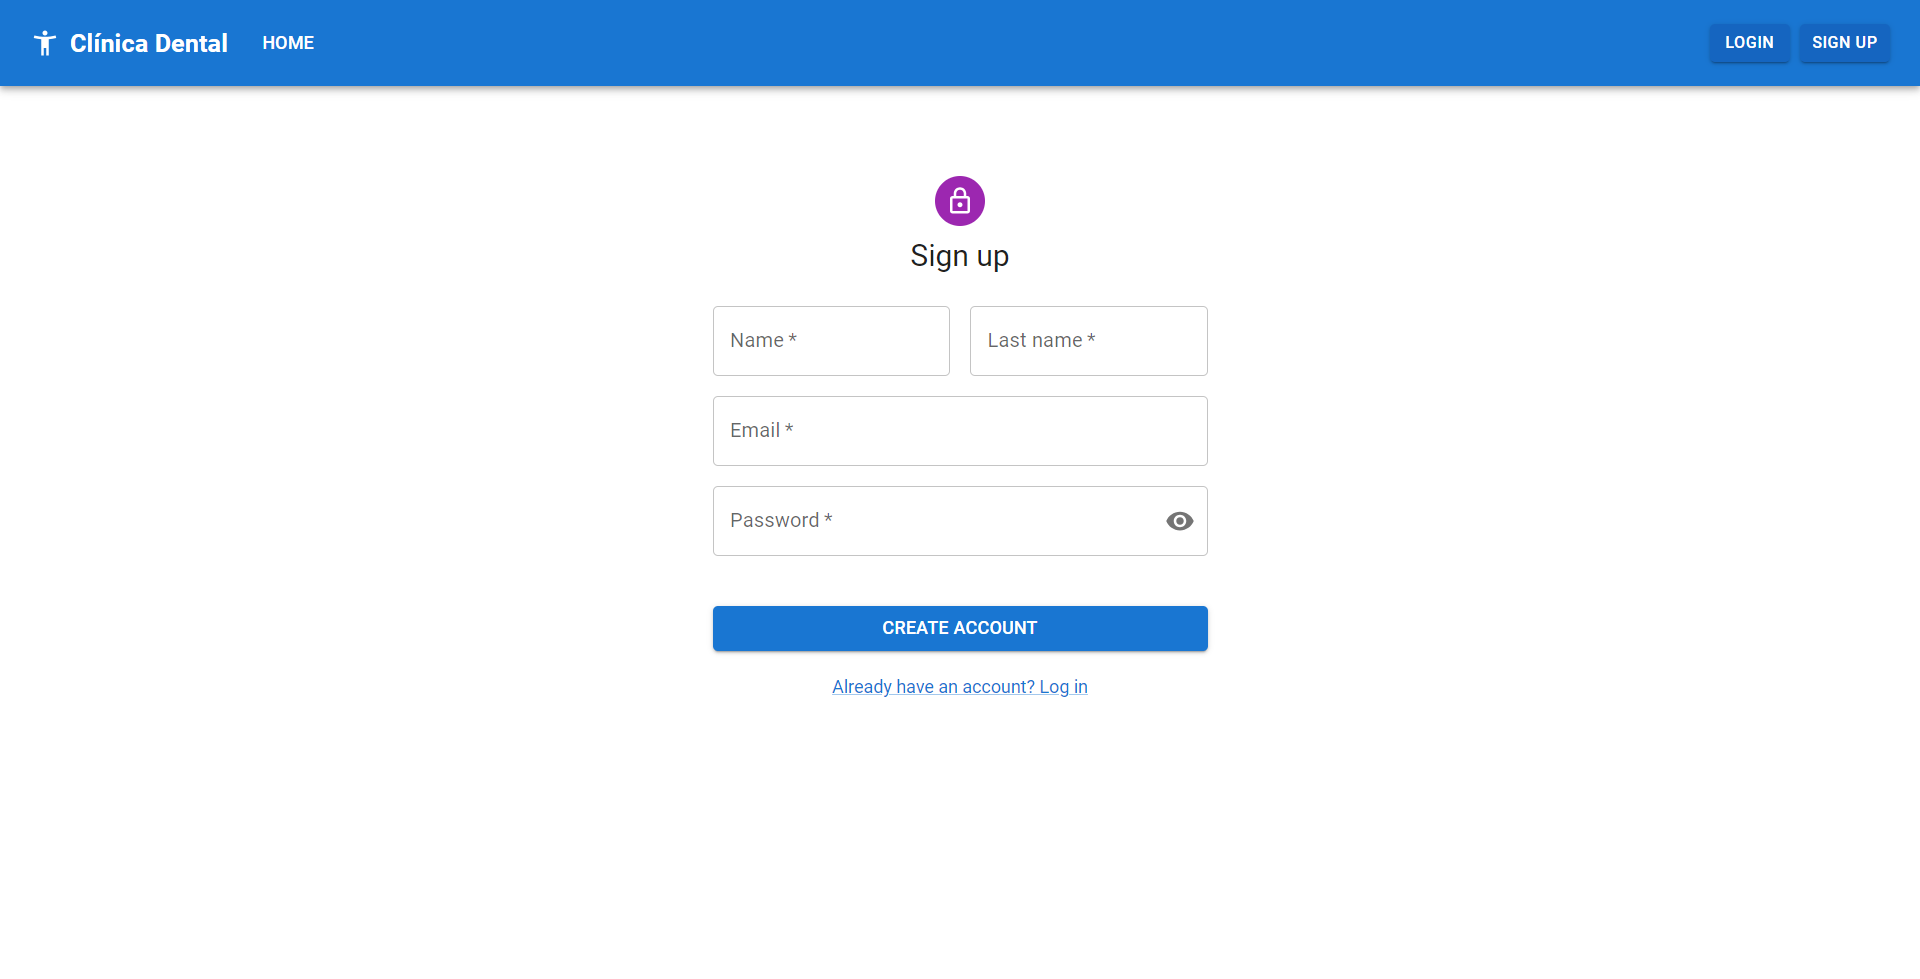 Clínica Dental HOME LOGIN SIGN UP
Sign up
Name * Last name *
Email *
Password *
CREATE ACCOUNT
Already have an account? Log in